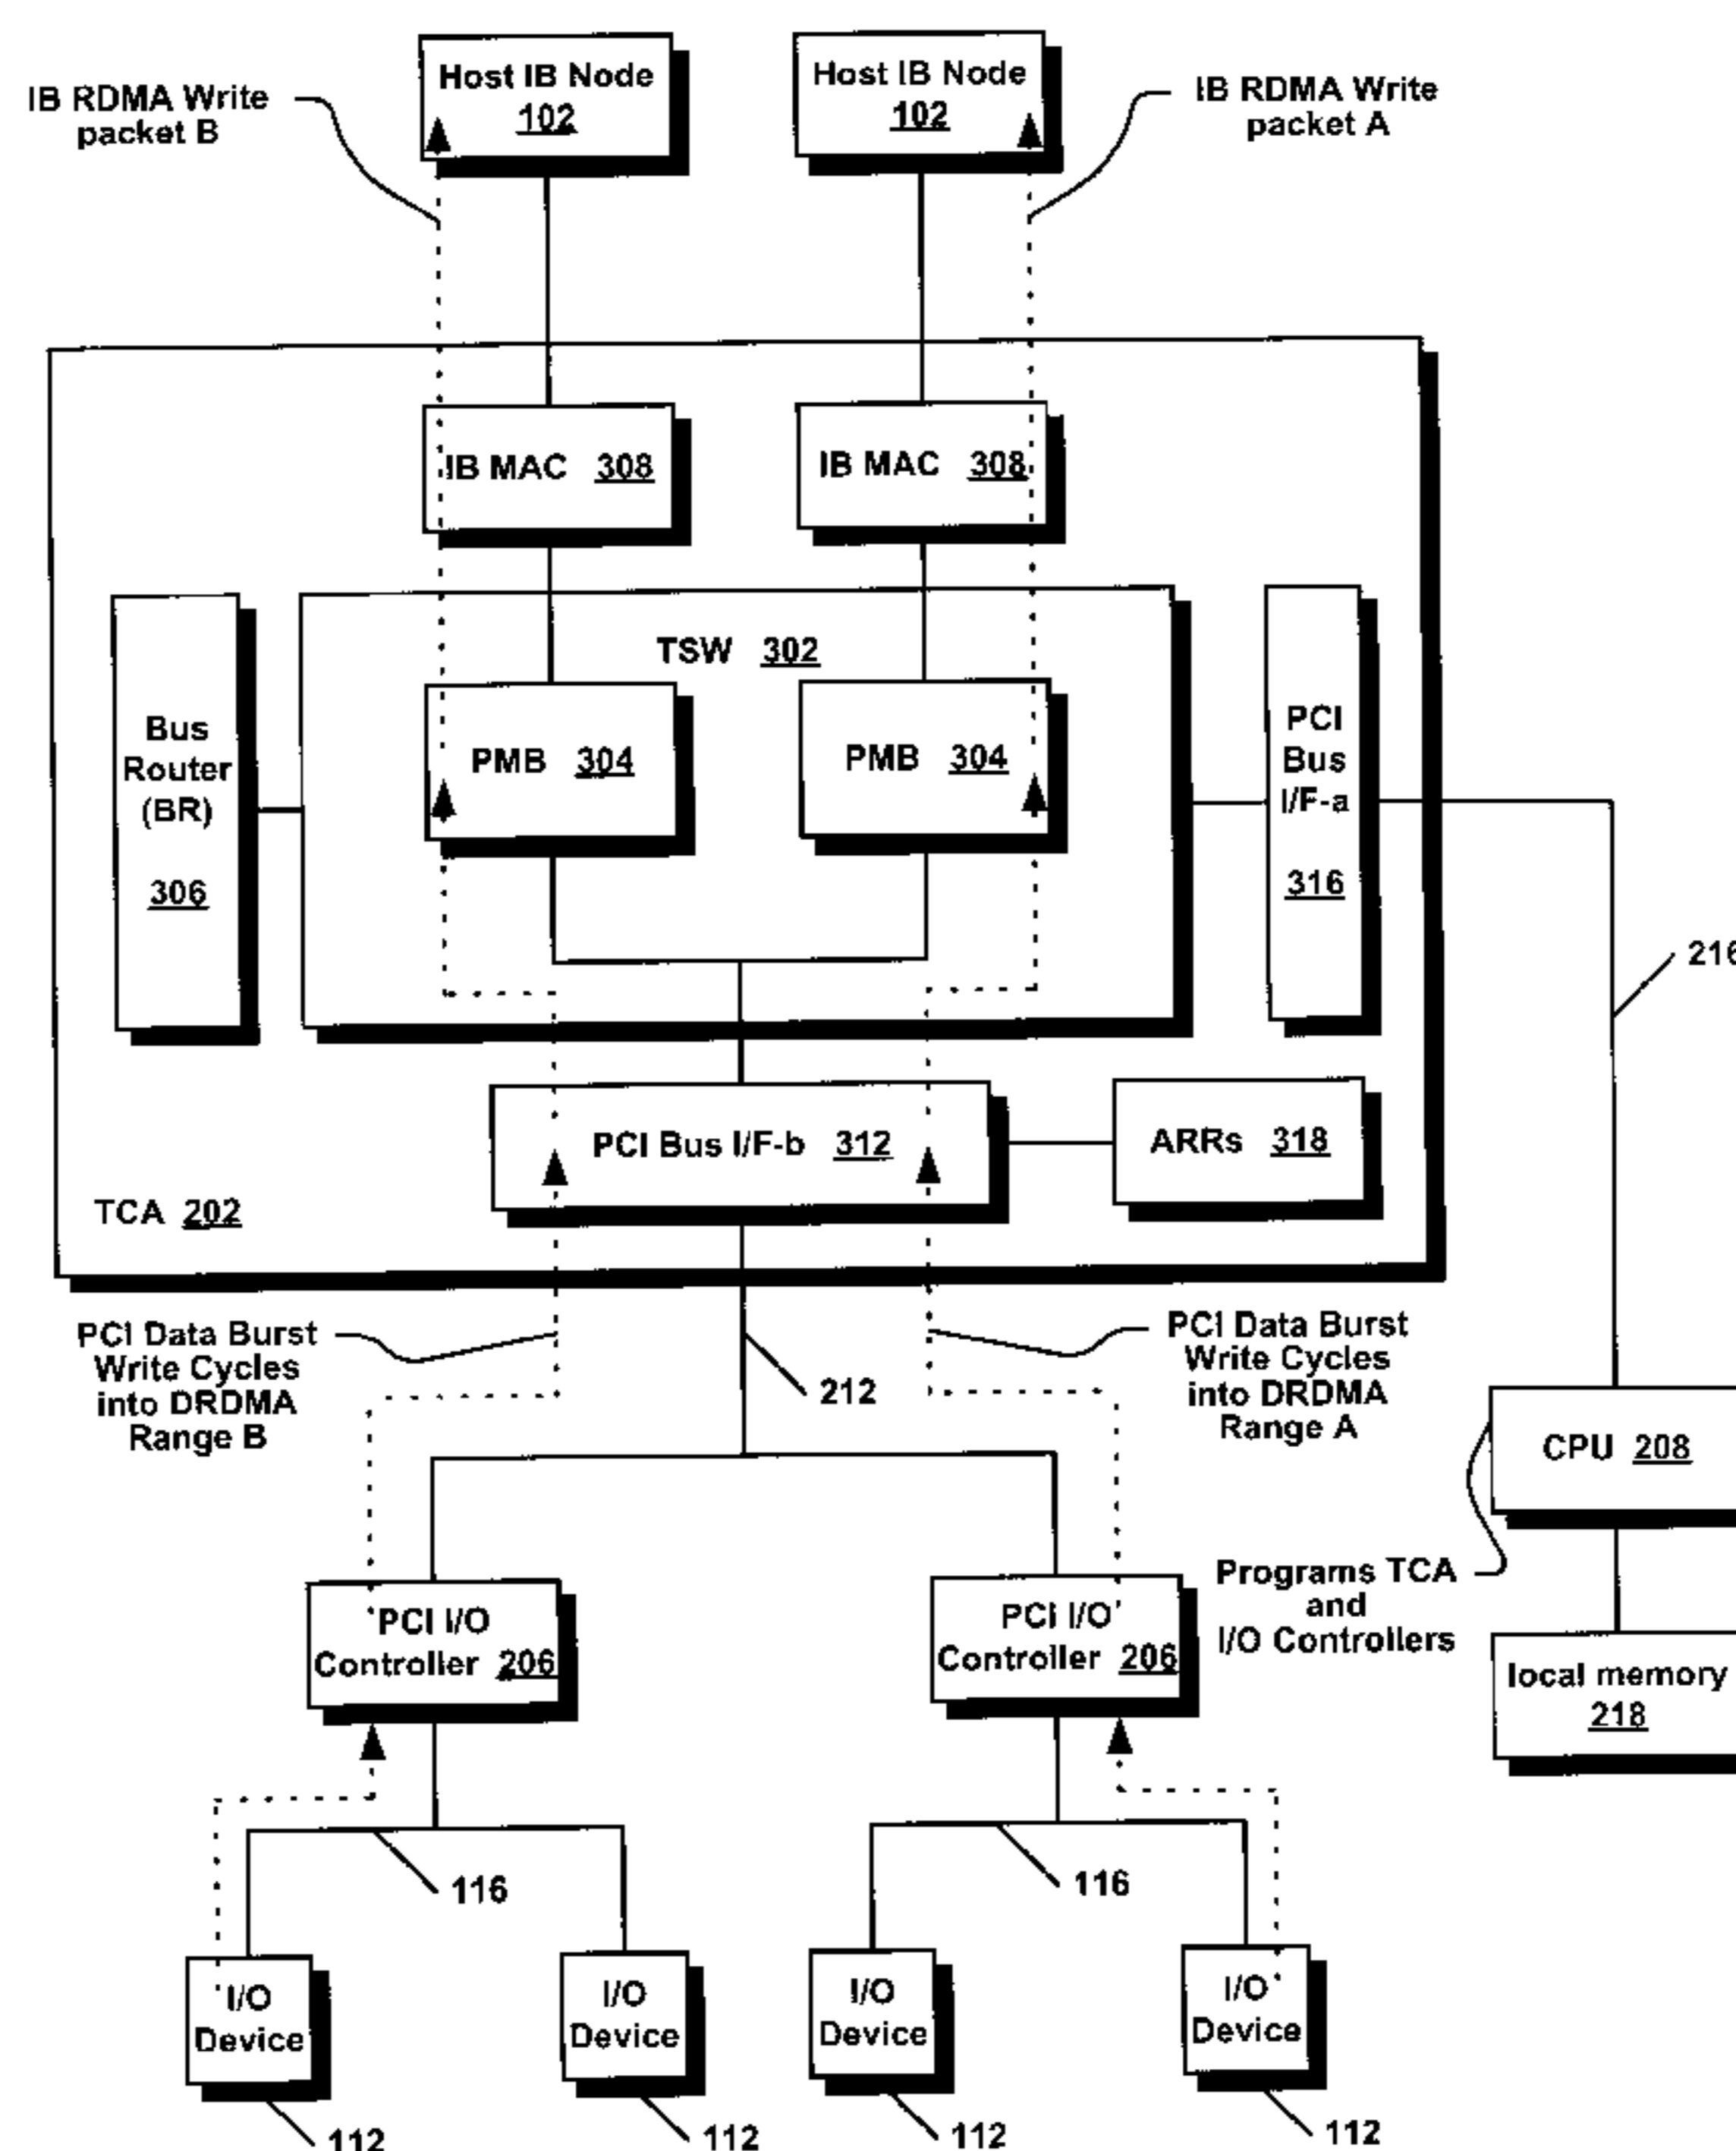 Host IB Node
102
Host IB Node
102
IB RDMA Write
packet B
IB RDMA Write
packet A
IB MAC 308
IB MAC 308
TSW 302
Bus
Router
(BR)
306
PMB 304
PMB 304
PCI
Bus
I/F-a
316
216
PCI Bus I/F-b 312
ARRs 318
TCA 202
PCI Data Burst
Write Cycles
into DRDMA
Range B
212
PCI Data Burst
Write Cycles
into DRDMA
Range A
CPU 208
Programs TCA
and
I/O Controllers
PCI I/O
Controller 206
PCI I/O
Controller 206
local memory
218
116
116
I/O
Device
I/O
Device
I/O
Device
I/O
Device
112
112
112
112